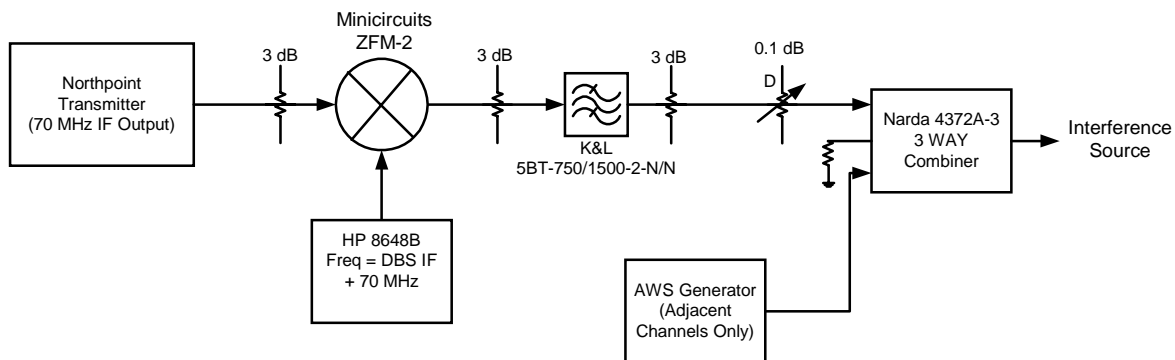 Minicircuits
ZFM-2
3 dB
3 dB
3 dB
0.1 dB
D
Northpoint
Transmitter
(70 MHz IF Output)
K&L
5BT-750/1500-2-N/N
Narda 4372A-3
3 WAY
Combiner
Interference
Source
HP 8648B
Freq = DBS IF
+ 70 MHz
AWS Generator
(Adjacent
Channels Only)